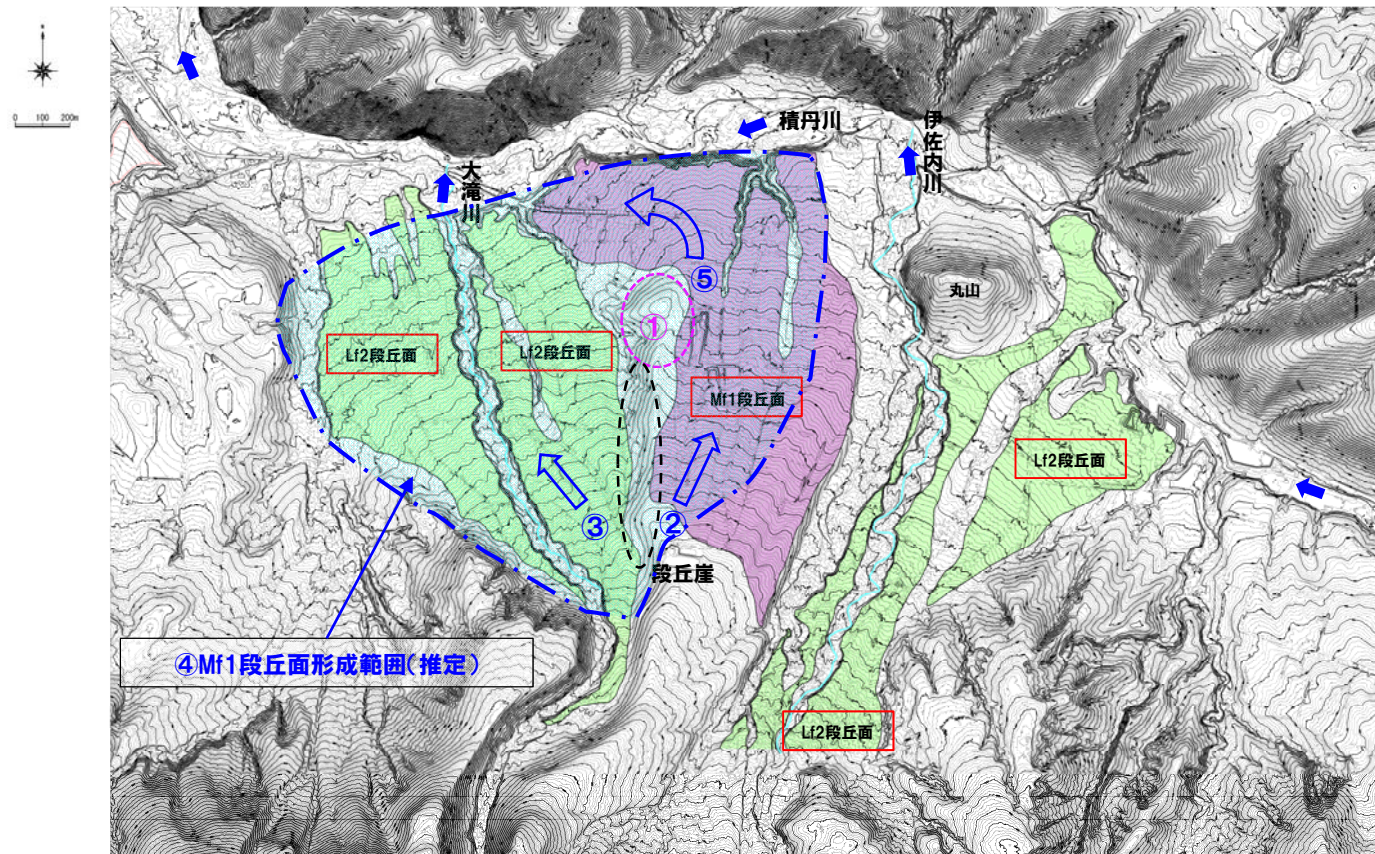 0 100 200m
積丹川
伊佐内川
大滝川
⑤
丸山
①
Lf2段丘面
Lf2段丘面
Mf1段丘面
Lf2段丘面
③
②
段丘崖
④Mf1段丘面形成範囲(推定)
Lf2段丘面